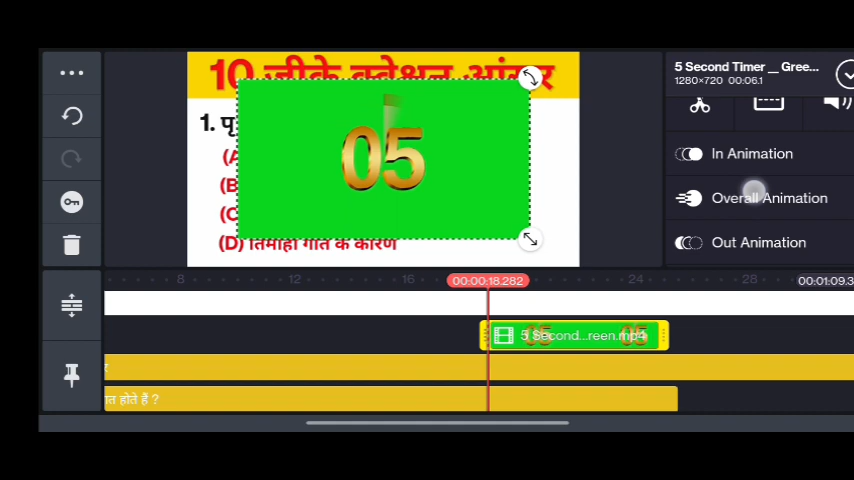 5 Second Timer __ Gree...
1280×720 00:06.1
10 जीके क्वेश्चन आंसर
1. पृ
(A
(B
(C
(D) तिमाही गति के कारण
05
In Animation
Overall Animation
Out Animation
8 12 16 00:00:18.282 24 28 00:01:09.3
5 Second...reen.mp4
05 05
र
ात होते हैं ?